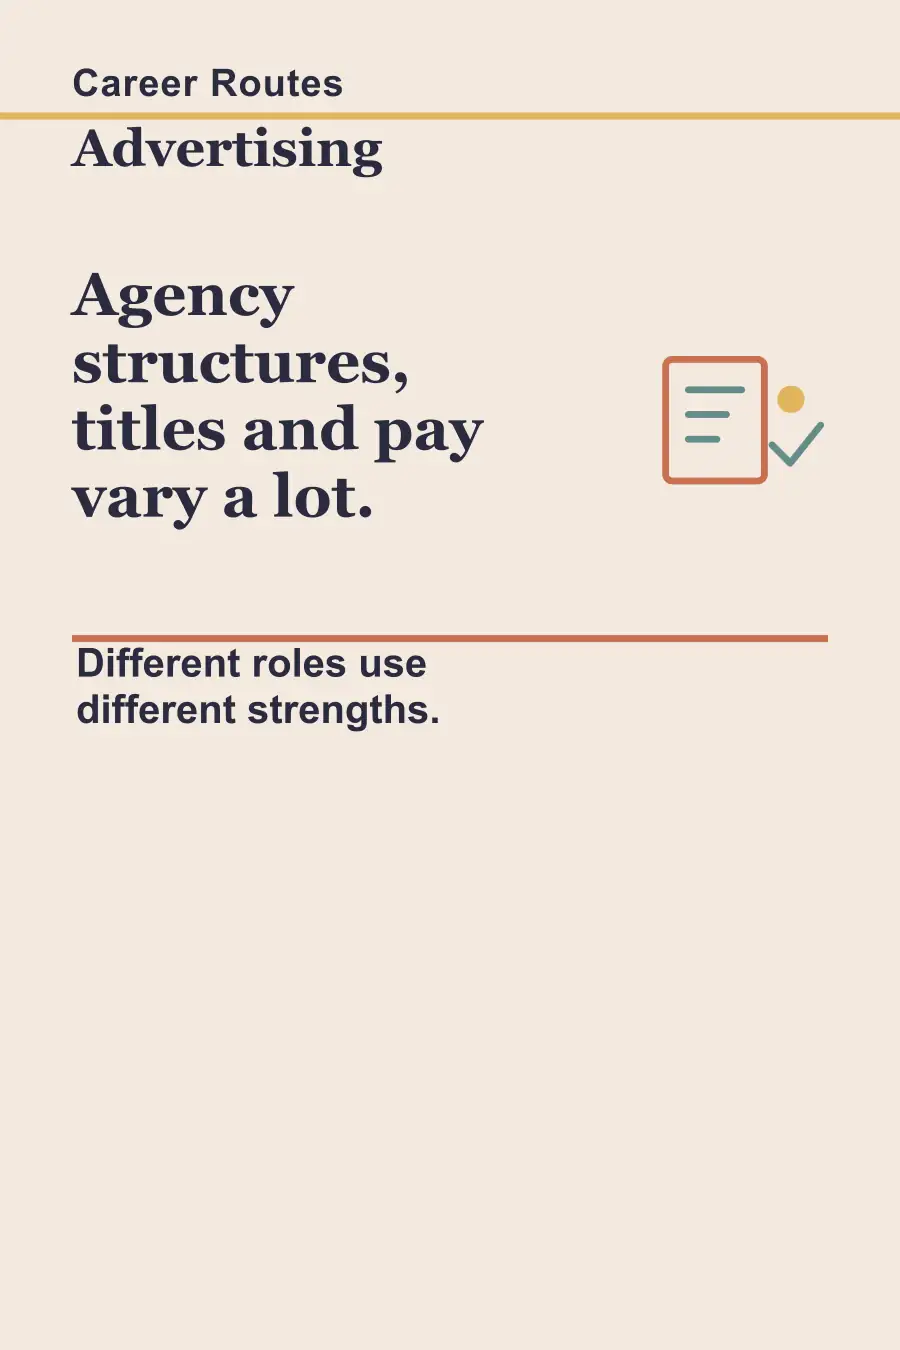 Career Routes
Advertising
Agency
structures,
titles and pay
vary a lot.
Different roles use
different strengths.